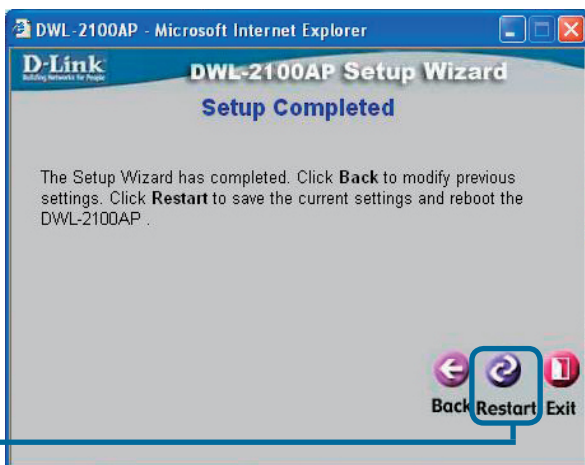 DWL-2100AP - Microsoft Internet Explorer
D-Link
Building Networks for People
DWL-2100AP Setup Wizard
Setup Completed
The Setup Wizard has completed. Click Back to modify previous
settings. Click Restart to save the current settings and reboot the
DWL-2100AP .
Back Restart Exit